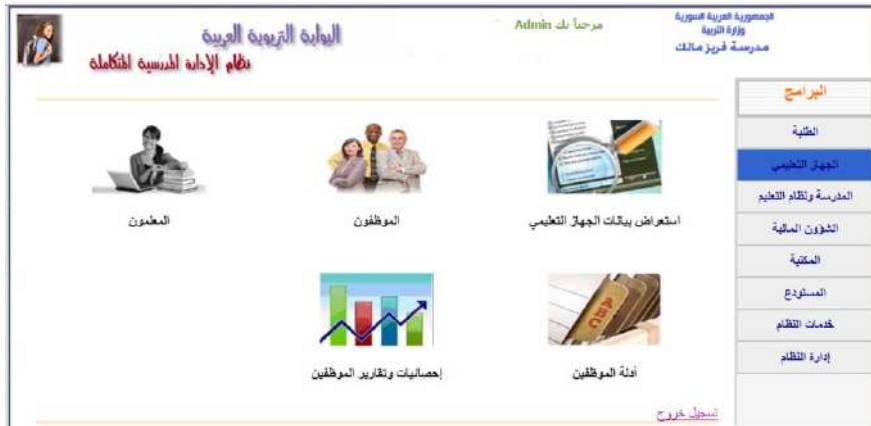 الجمهورية العربية السورية
وزارة التربية
مدرسة فريز مالك
مرحباً بك Admin
البوابة التربوية العربية
نظام الإدارة المدرسية المتكاملة
البرامج
الطلبة
الجهاز التعليمي
المدرسة ونظام التعليم
الشؤون المالية
المكتبة
المستودع
خدمات النظام
إدارة النظام
استعراض بيانات الجهاز التعليمي
الموظفون
المعلمون
ABC
أدلة الموظفين
إحصائيات وتقارير الموظفين
تسجيل خروج